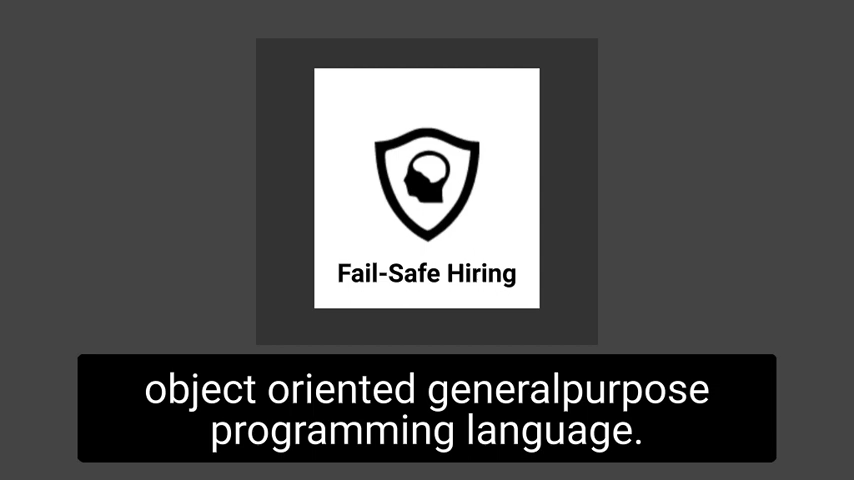 Fail-Safe Hiring
object oriented generalpurpose
programming language.